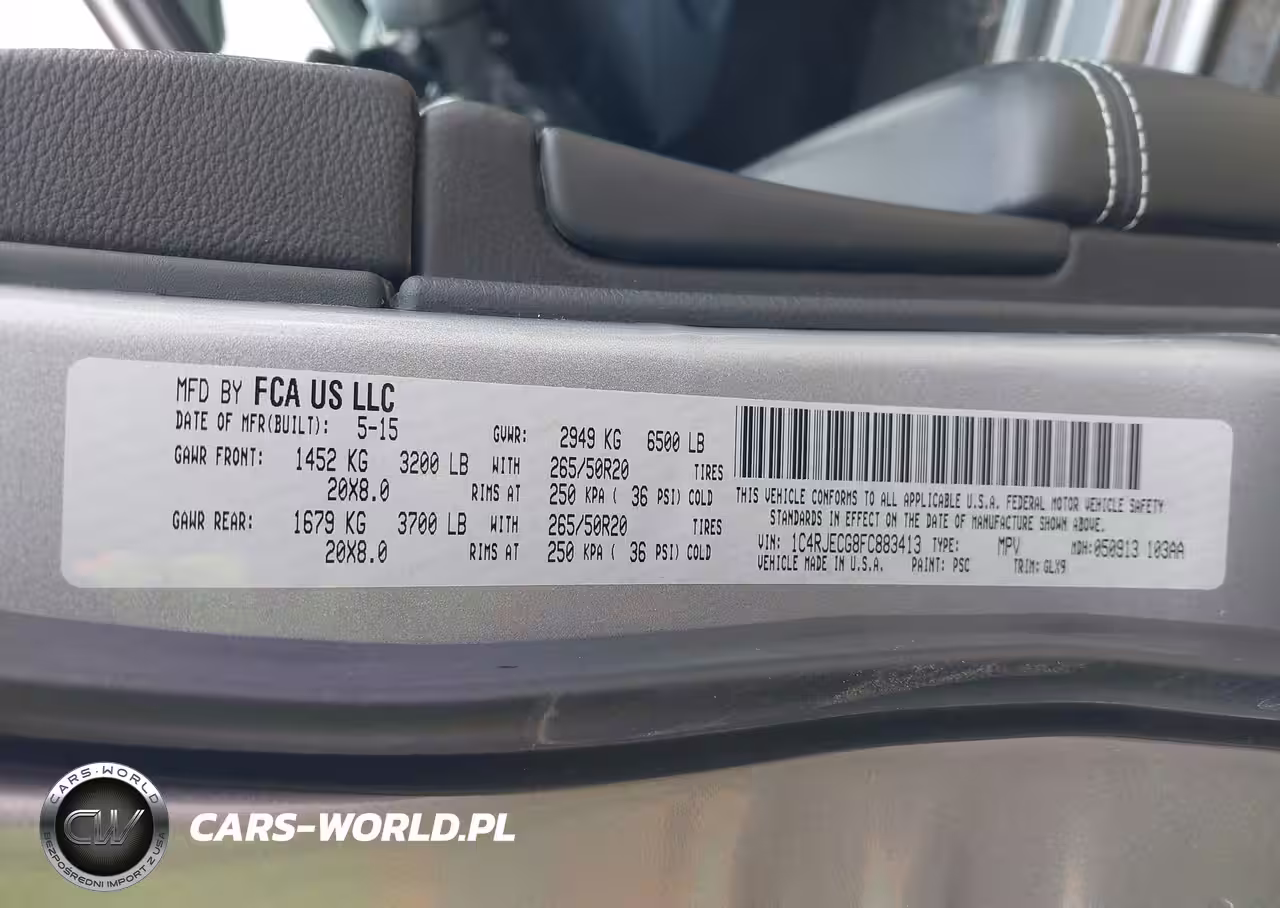 MFD BY FCA US LLC
DATE OF MFR(BUILT): 5-15 GVWR: 2949 KG 6500 LB
GAWR FRONT: 1452 KG 3200 LB WITH 265/50R20 TIRES
20X8.0 RIMS AT 250 KPA ( 36 PSI) COLD
GAWR REAR: 1679 KG 3700 LB WITH 265/50R20 TIRES
20X8.0 RIMS AT 250 KPA ( 36 PSI) COLD
THIS VEHICLE CONFORMS TO ALL APPLICABLE U.S.A. FEDERAL MOTOR VEHICLE SAFETY
STANDARDS IN EFFECT ON THE DATE OF MANUFACTURE SHOWN ABOVE.
VIN: 1C4RJECG8FC883413 TYPE: MPV MDH:050913 103AA
VEHICLE MADE IN U.S.A. PAINT: PSC TRIM: GLX9
CARS-WORLD
CW
BEZPOŚREDNI IMPORT Z USA
CARS-WORLD.PL